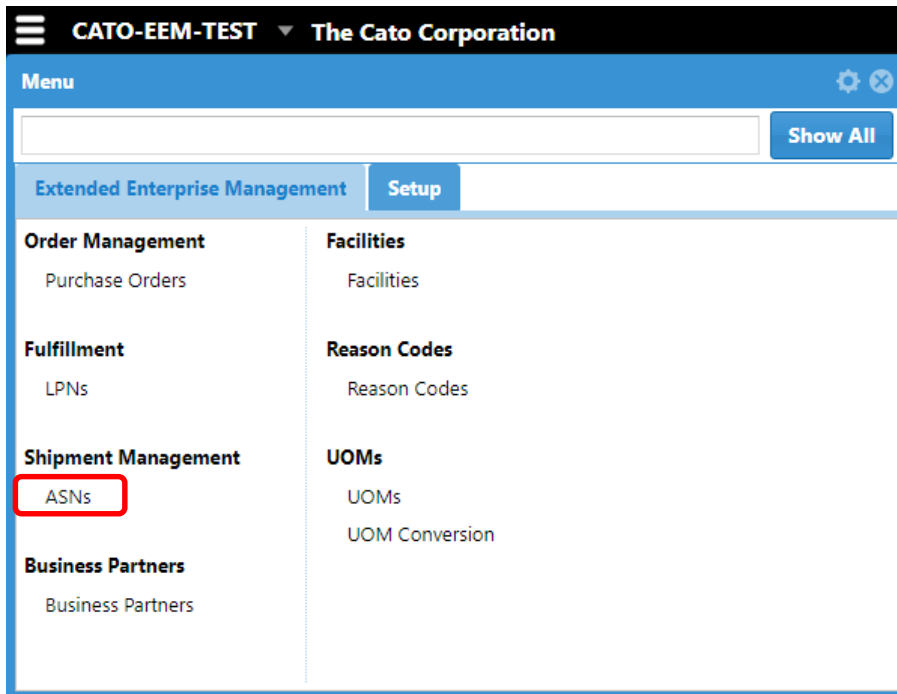 CATO-EEM-TEST The Cato Corporation
Menu
Show All
Extended Enterprise Management Setup
Order Management
Purchase Orders
Fulfillment
LPNs
Shipment Management
ASNs
Business Partners
Business Partners
Facilities
Facilities
Reason Codes
Reason Codes
UOMs
UOMs
UOM Conversion